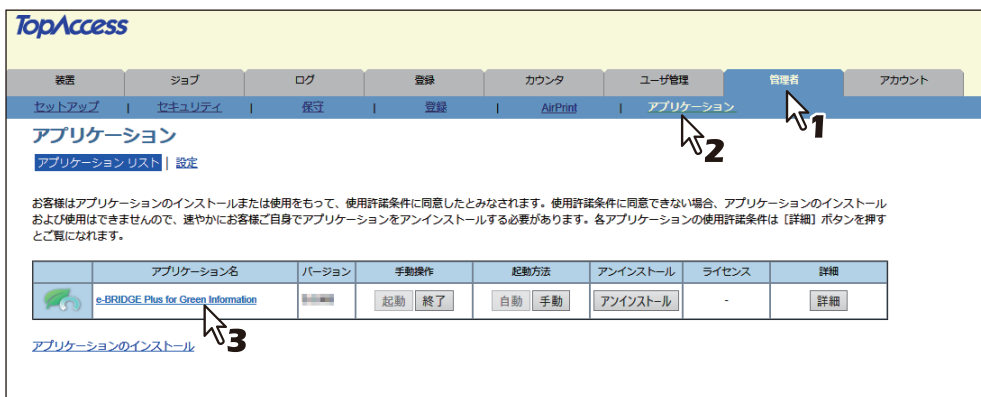 TopAccess
装置 ジョブ ログ 登録 カウンタ ユーザ管理 管理者 アカウント
セットアップ | セキュリティ | 保守 | 登録 | AirPrint | アプリケーション
1
2
アプリケーション
アプリケーション リスト | 設定
お客様はアプリケーションのインストールまたは使用をもって、使用許諾条件に同意したとみなされます。使用許諾条件に同意できない場合、アプリケーションのインストール
および使用はできませんので、速やかにお客様ご自身でアプリケーションをアンインストールする必要があります。各アプリケーションの使用許諾条件は［詳細］ボタンを押す
とご覧になれます。
アプリケーション名 バージョン 手動操作 起動方法 アンインストール ライセンス 詳細
e-BRIDGE Plus for Green Information 起動 終了 自動 手動 アンインストール - 詳細
3
アプリケーションのインストール